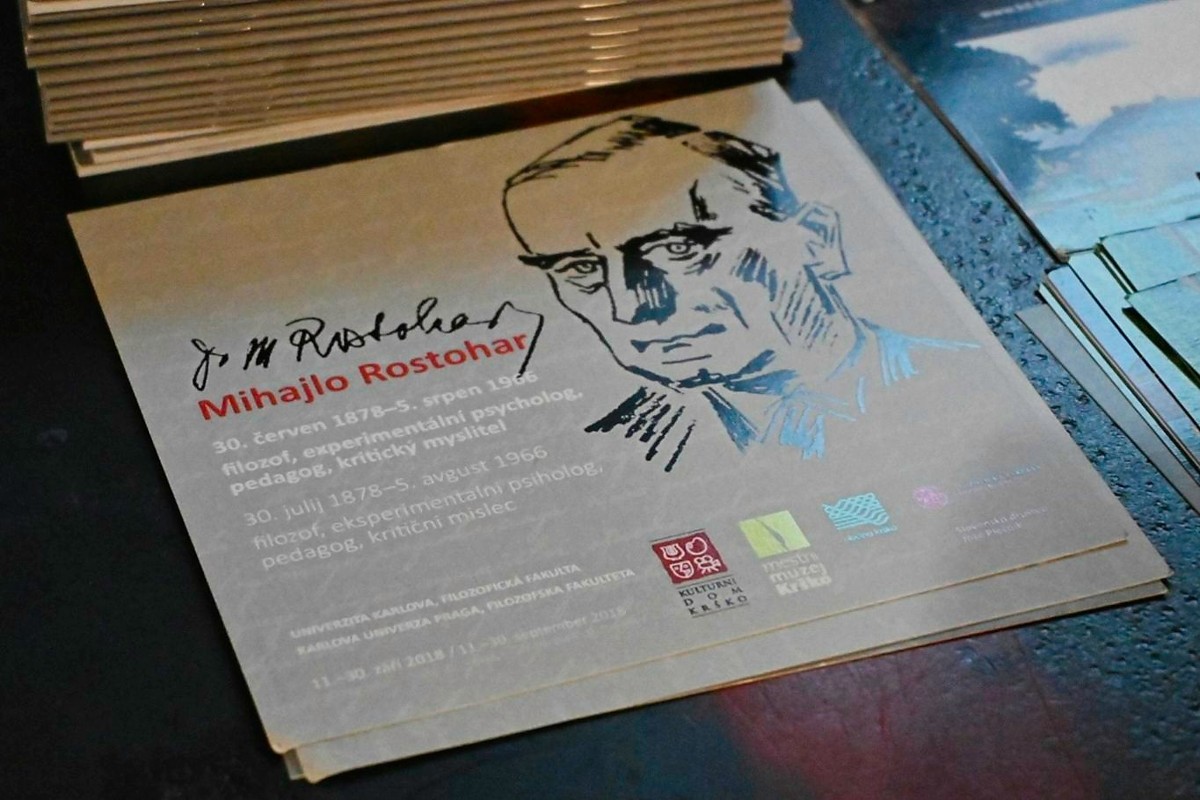 Dr M Rostohar
Mihajlo Rostohar
30. červen 1878–5. srpen 1966
filozof, experimentální psycholog,
pedagog, kritický myslitel
30. julij 1878–5. avgust 1966
filozof, eksperimentalni psiholog,
pedagog, kritični mislec
UNIVERZITA KARLOVA, FILOZOFICKÁ FAKULTA
KARLOVA UNIVERZA PRAGA, FILOZOFSKA FAKULTETA
11.–30. září 2018 / 11.–30. september 2018
KULTURNI
DOM
KRŠKO
mestni
muzej
Krško